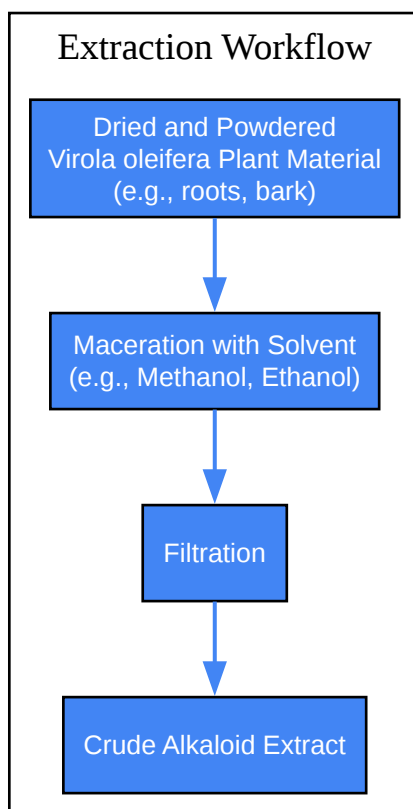 Extraction Workflow
Dried and Powdered
Virola oleifera Plant Material
(e.g., roots, bark)
Maceration with Solvent
(e.g., Methanol, Ethanol)
Filtration
Crude Alkaloid Extract